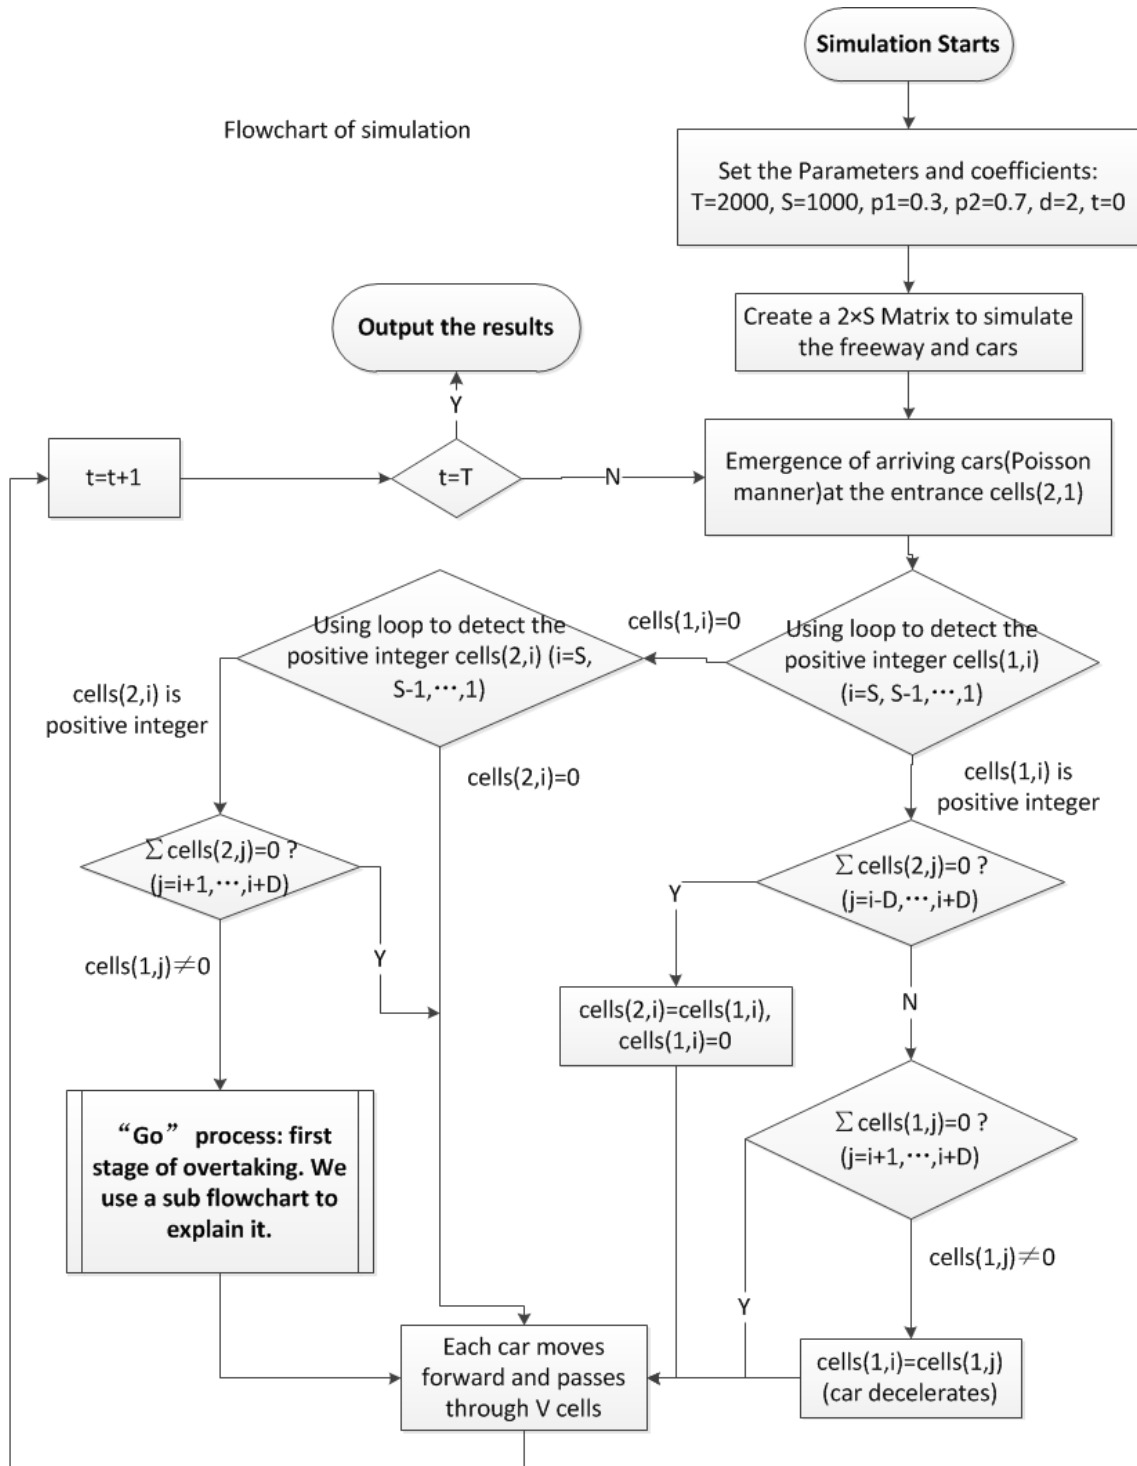 Simulation Starts
Flowchart of simulation
Set the Parameters and coefficients:
T=2000, S=1000, p1=0.3, p2=0.7, d=2, t=0
Create a 2×S Matrix to simulate
the freeway and cars
Output the results
Y
t=t+1
t=T
N
Emergence of arriving cars(Poisson
manner)at the entrance cells(2,1)
Using loop to detect the
positive integer cells(1,i)
(i=S, S-1,⋯,1)
cells(1,i)=0
Using loop to detect the
positive integer cells(2,i) (i=S,
S-1,⋯,1)
cells(2,i) is
positive integer
cells(2,i)=0
cells(1,i) is
positive integer
∑cells(2,j)=0 ?
(j=i+1,⋯,i+D)
Y
cells(1,j)≠0
∑cells(2,j)=0 ?
(j=i-D,⋯,i+D)
Y
N
cells(2,i)=cells(1,i),
cells(1,i)=0
∑cells(1,j)=0 ?
(j=i+1,⋯,i+D)
Y
cells(1,j)≠0
“Go” process: first
stage of overtaking. We
use a sub flowchart to
explain it.
Each car moves
forward and passes
through V cells
cells(1,i)=cells(1,j)
(car decelerates)